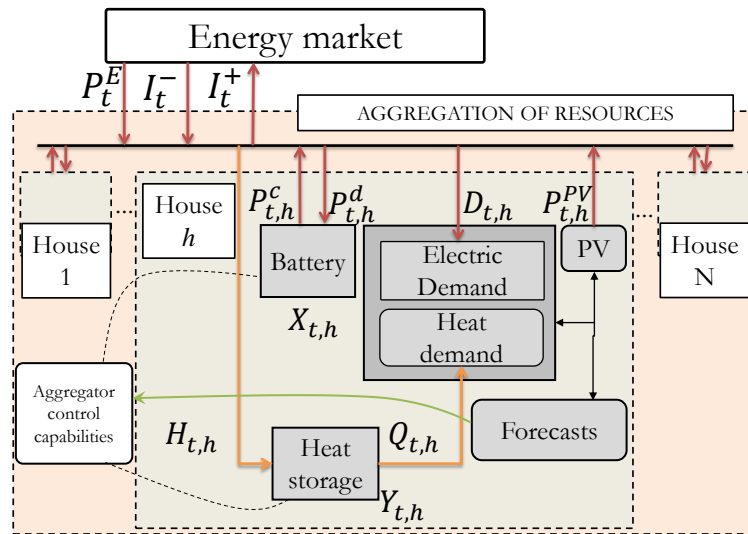 Energy market
P_t^E I_t^- I_t^+
AGGREGATION OF RESOURCES
House
1
...
House
h
P_{t,h}^c P_{t,h}^d D_{t,h} P_{t,h}^{PV}
...
House
N
Battery
X_{t,h}
Electric
Demand
Heat
demand
PV
Aggregator
control
capabilities
H_{t,h}
Heat
storage
Q_{t,h}
Y_{t,h}
Forecasts